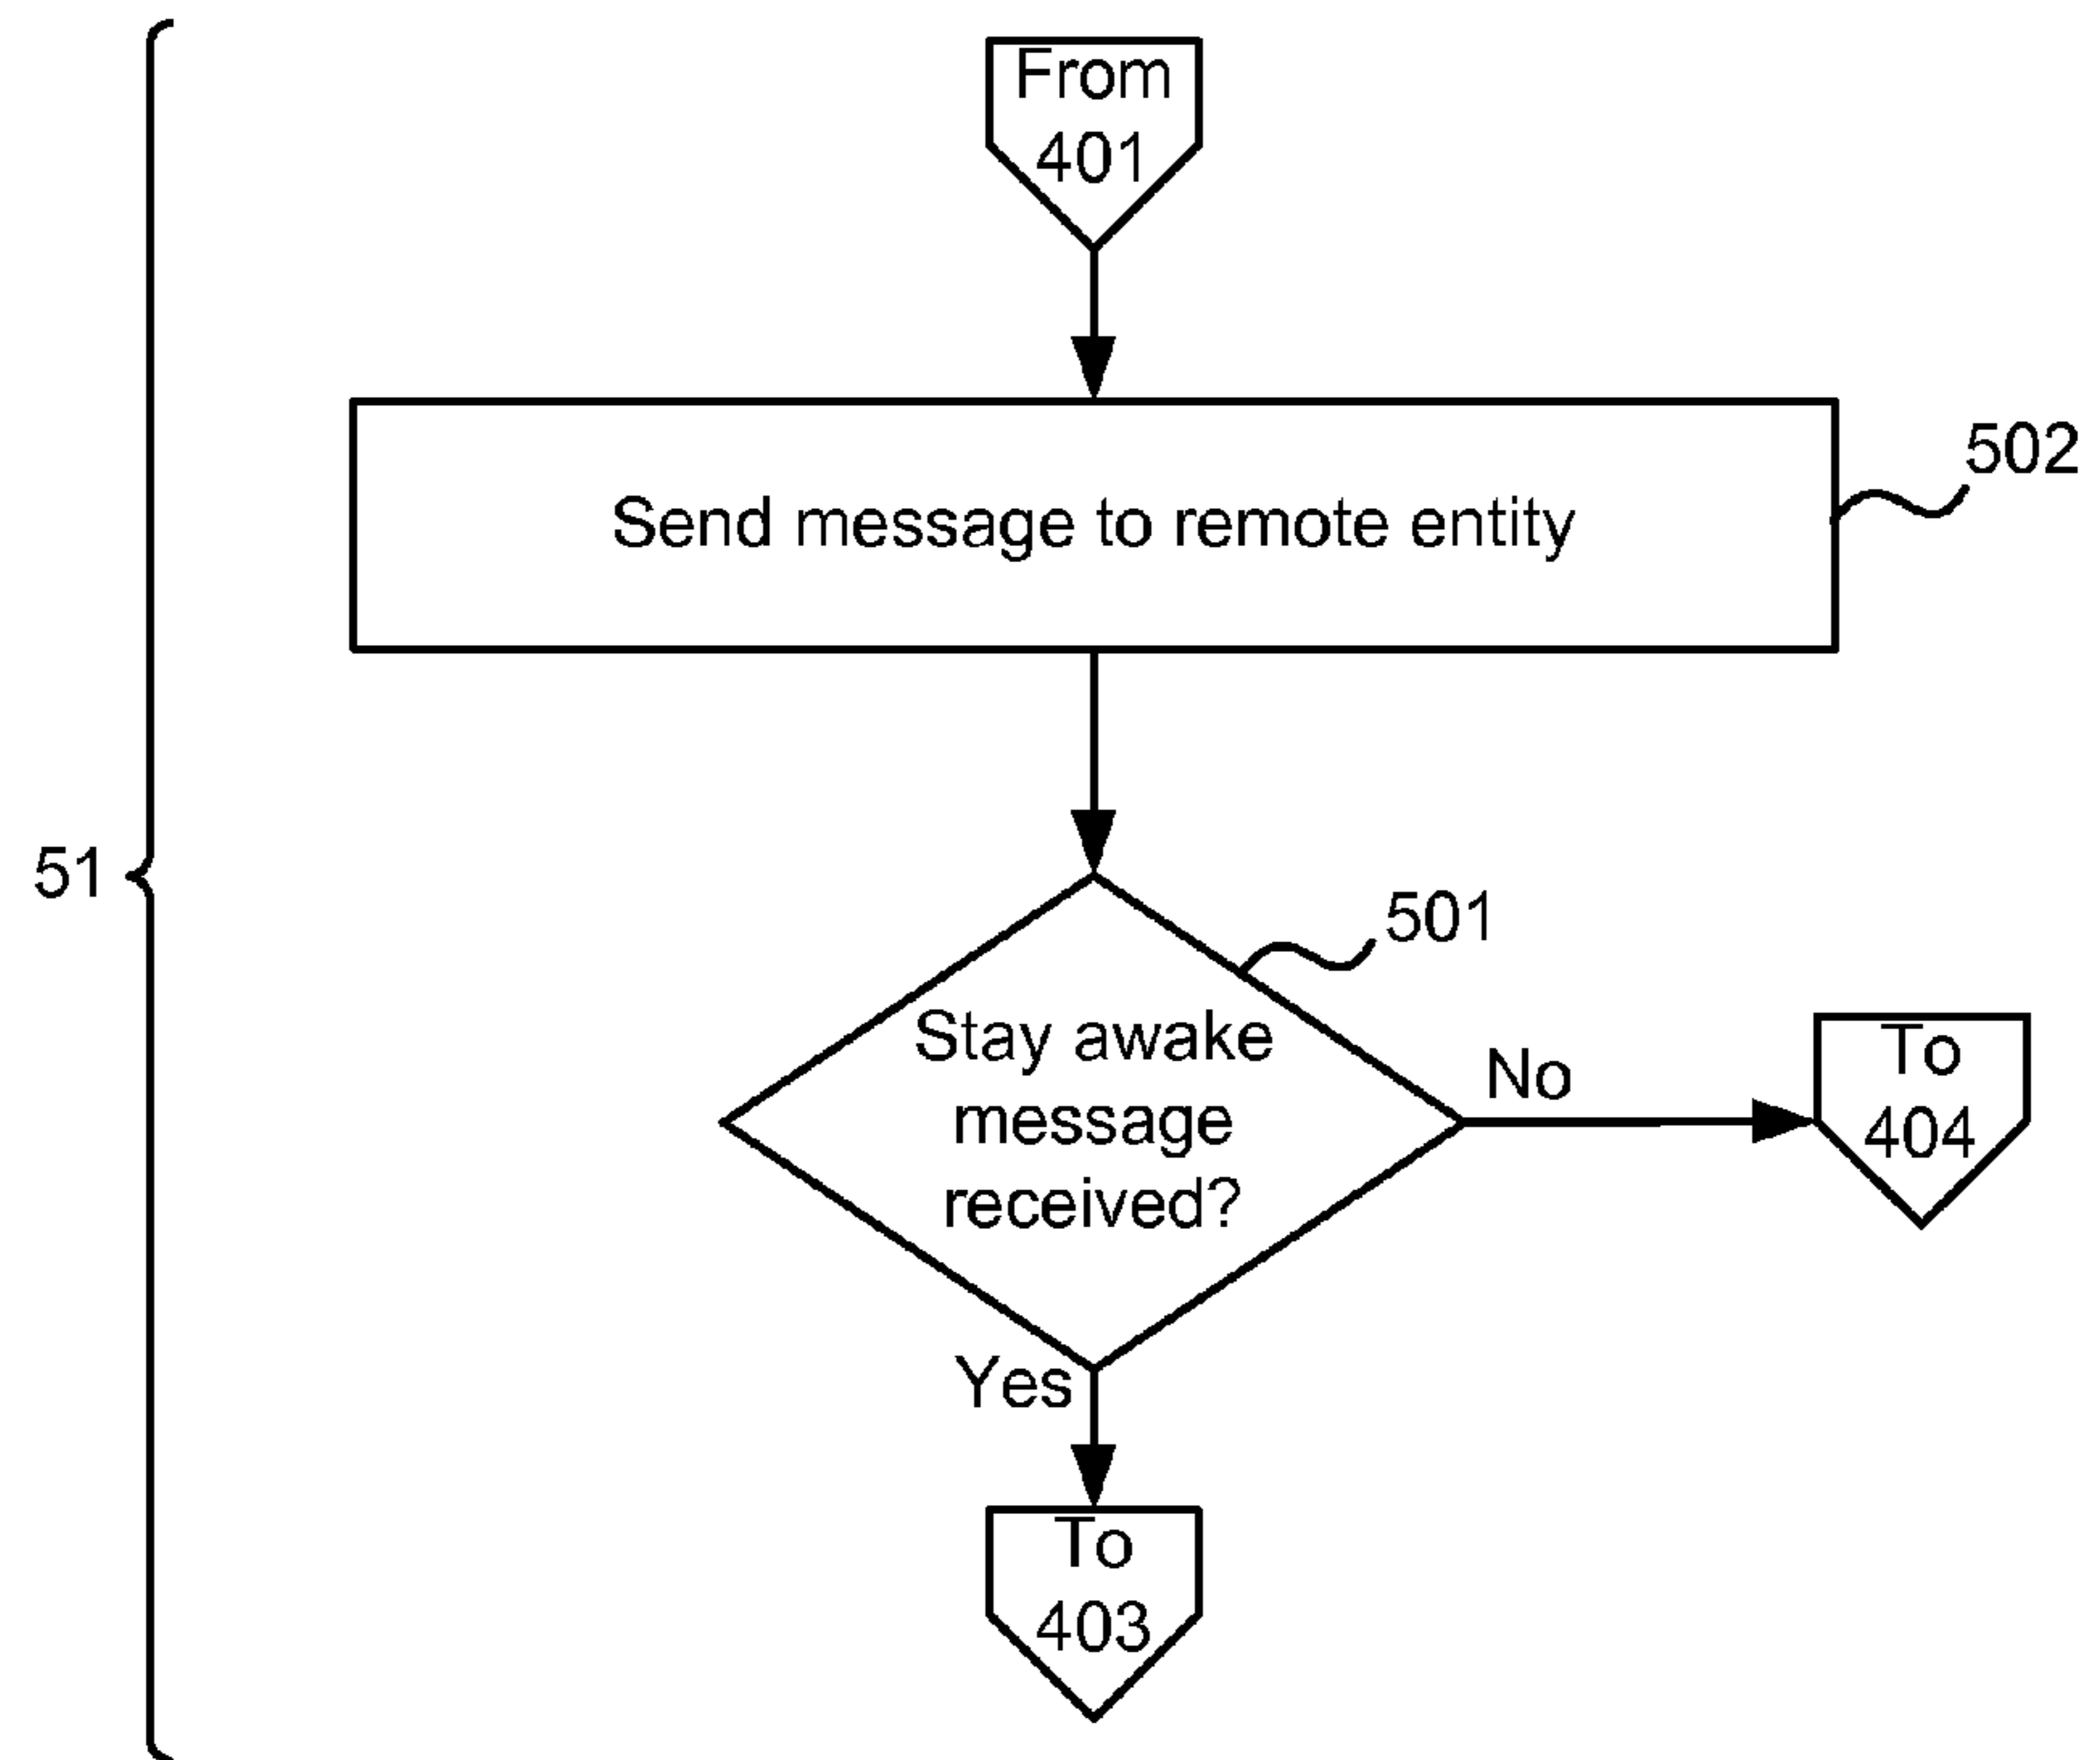 From
401
502
Send message to remote entity
51
501
Stay awake
message
received?
No
To
404
Yes
To
403